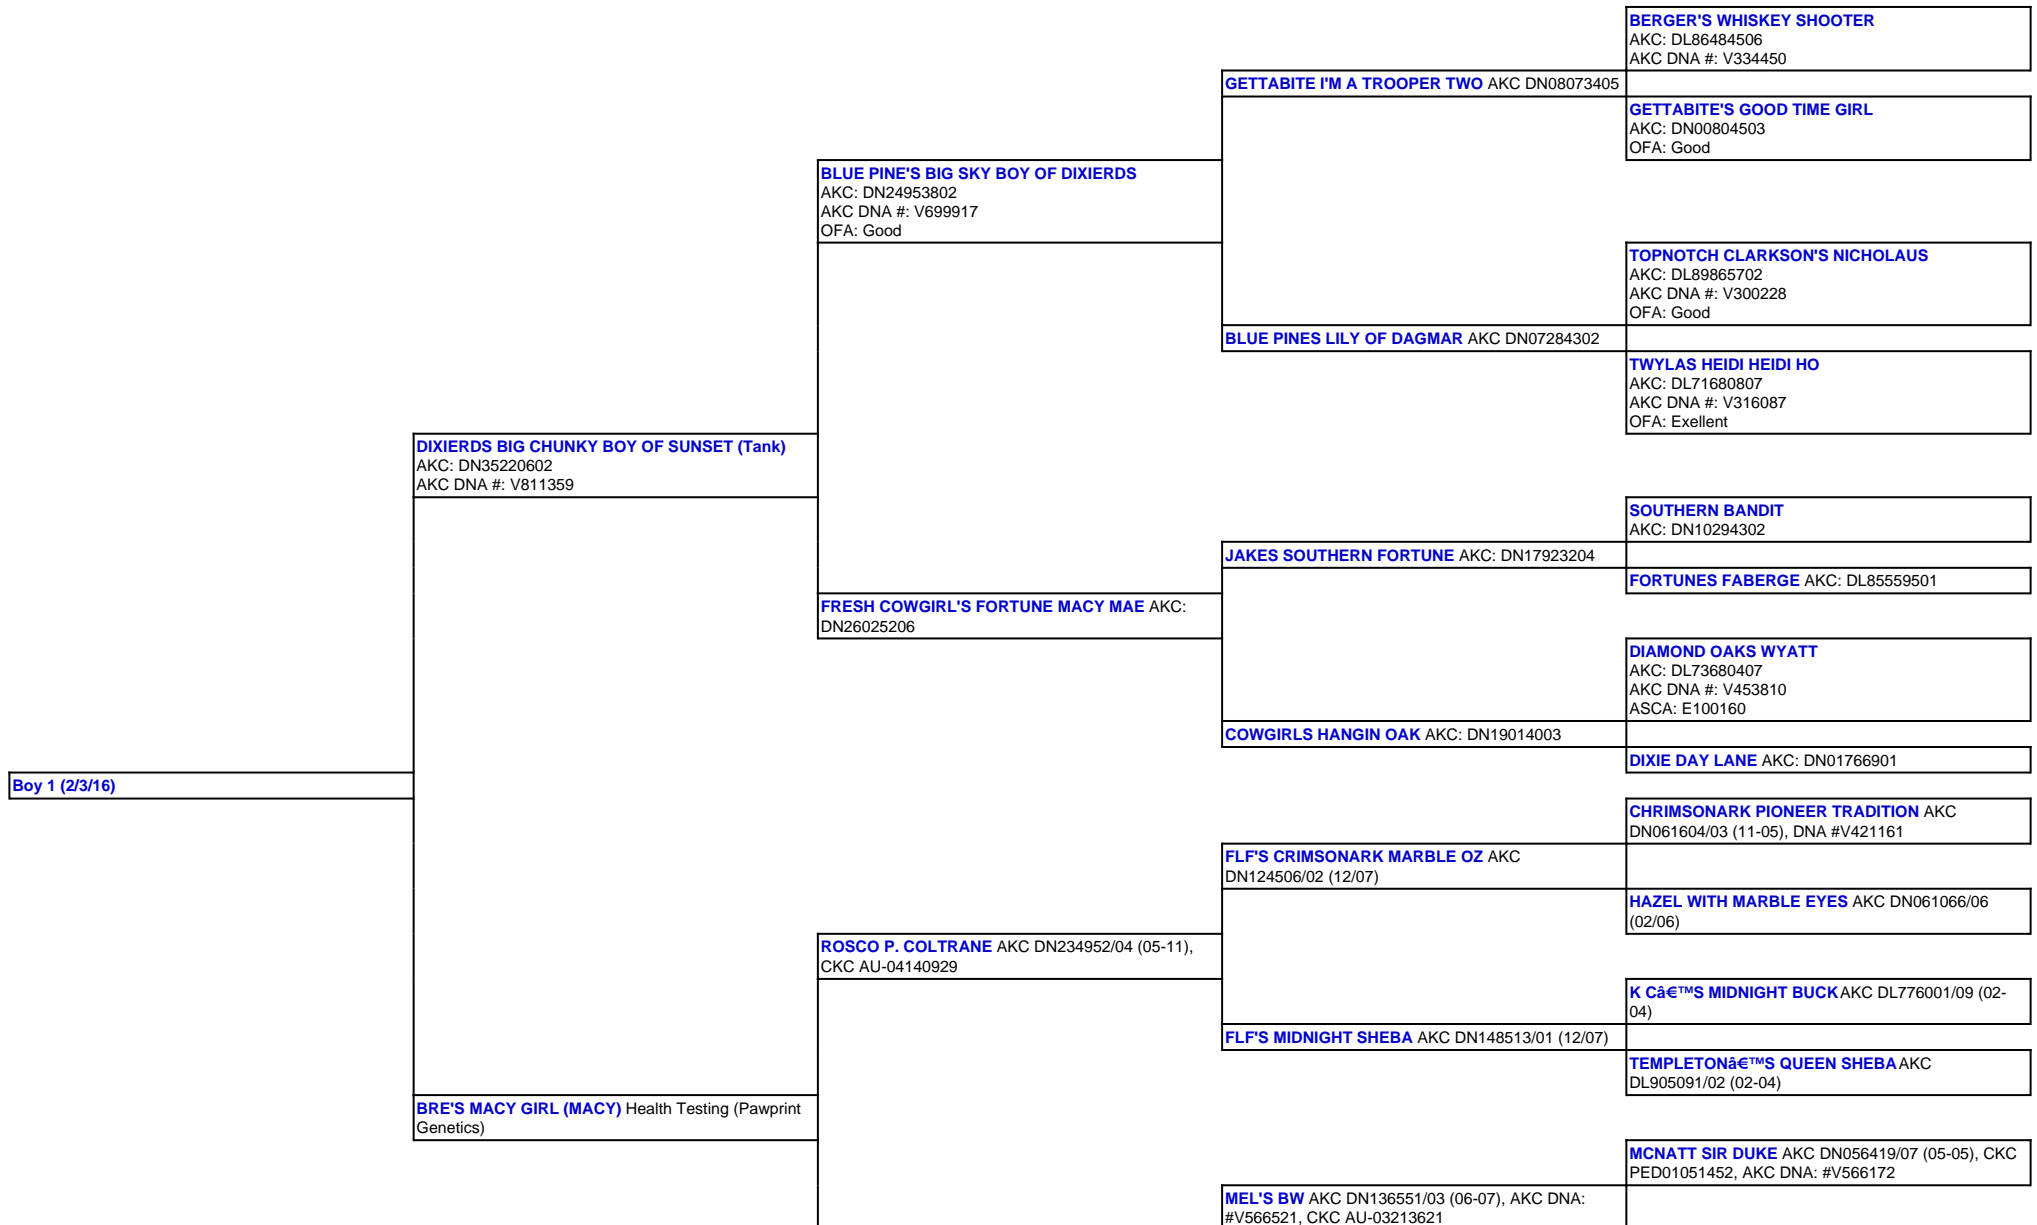 BERGER'S WHISKEY SHOOTER
AKC: DL86484506
AKC DNA #: V334450
GETTABITE I'M A TROOPER TWO AKC DN08073405
GETTABITE'S GOOD TIME GIRL
AKC: DN00804503
OFA: Good
BLUE PINE'S BIG SKY BOY OF DIXIERDS
AKC: DN24953802
AKC DNA #: V699917
OFA: Good
TOPNOTCH CLARKSON'S NICHOLAUS
AKC: DL89865702
AKC DNA #: V300228
OFA: Good
BLUE PINES LILY OF DAGMAR AKC DN07284302
TWYLAS HEIDI HEIDI HO
AKC: DL71680807
AKC DNA #: V316087
OFA: Exellent
DIXIERDS BIG CHUNKY BOY OF SUNSET (Tank)
AKC: DN35220602
AKC DNA #: V811359
SOUTHERN BANDIT
AKC: DN10294302
JAKES SOUTHERN FORTUNE AKC: DN17923204
FORTUNES FABERGE AKC: DL85559501
FRESH COWGIRL'S FORTUNE MACY MAE AKC:
DN26025206
DIAMOND OAKS WYATT
AKC: DL73680407
AKC DNA #: V453810
ASCA: E100160
COWGIRLS HANGIN OAK AKC: DN19014003
DIXIE DAY LANE AKC: DN01766901
Boy 1 (2/3/16)
CHRIMSONARK PIONEER TRADITION AKC
DN061604/03 (11-05), DNA #V421161
FLF'S CRIMSONARK MARBLE OZ AKC
DN124506/02 (12/07)
HAZEL WITH MARBLE EYES AKC DN061066/06
(02/06)
ROSCO P. COLTRANE AKC DN234952/04 (05-11),
CKC AU-04140929
K Câ€™S MIDNIGHT BUCK AKC DL776001/09 (02-
04)
FLF'S MIDNIGHT SHEBA AKC DN148513/01 (12/07)
TEMPLETONâ€™S QUEEN SHEBA AKC
DL905091/02 (02-04)
BRE'S MACY GIRL (MACY) Health Testing (Pawprint
Genetics)
MCNATT SIR DUKE AKC DN056419/07 (05-05), CKC
PED01051452, AKC DNA: #V566172
MEL'S BW AKC DN136551/03 (06-07), AKC DNA:
#V566521, CKC AU-03213621